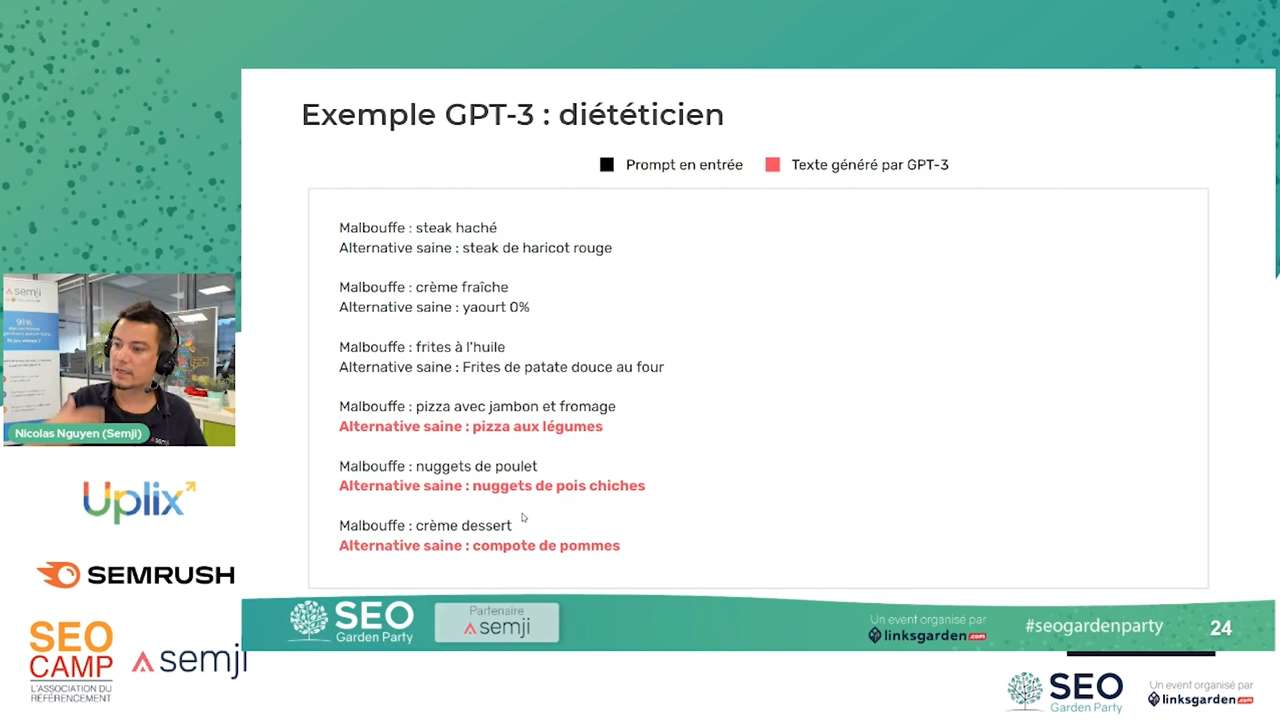 Exemple GPT-3 : diététicien
Prompt en entrée
Texte généré par GPT-3
Malbouffe : steak haché
Alternative saine : steak de haricot rouge
Malbouffe : crème fraîche
Alternative saine : yaourt 0%
Malbouffe : frites à l'huile
Alternative saine : Frites de patate douce au four
Malbouffe : pizza avec jambon et fromage
Alternative saine : pizza aux légumes
Malbouffe : nuggets de poulet
Alternative saine : nuggets de pois chiches
Malbouffe : crème dessert
Alternative saine : compote de pommes
semji
Nicolas Nguyen (Semji)
Uplix
SEMRUSH
SEO
CAMP
L'ASSOCIATION DU
RÉFÉRENCEMENT
semji
SEO
Garden Party
Partenaire
semji
Un event organisé par
linksgarden.com
#seogardenparty
24
SEO
Garden Party
Un event organisé par
linksgarden.com